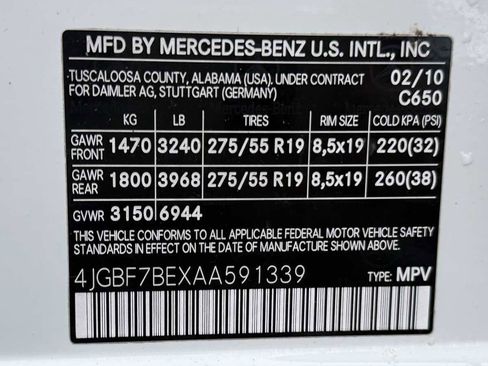 MFD BY MERCEDES-BENZ U.S. INTL., INC
TUSCALOOSA COUNTY, ALABAMA (USA). UNDER CONTRACT 02/10
FOR DAIMLER AG, STUTTGART (GERMANY) C650
KG LB TIRES RIM SIZE COLD KPA (PSI)
GAWR FRONT 1470 3240 275/55 R19 8,5x19 220(32)
GAWR REAR 1800 3968 275/55 R19 8,5x19 260(38)
GVWR 3150 6944
THIS VEHICLE CONFORMS TO ALL APPLICABLE FEDERAL MOTOR VEHICLE SAFETY
STANDARDS IN EFFECT ON THE DATE OF MANUFACTURE SHOWN ABOVE.
4JGBF7BEXAA591339 TYPE: MPV